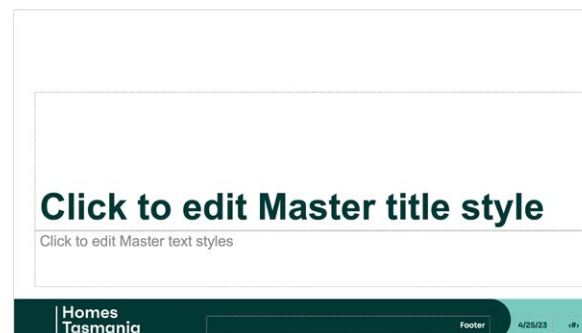 Click to edit Master title style
Click to edit Master text styles
Homes
Tasmania
Footer
4/25/23
‹#›